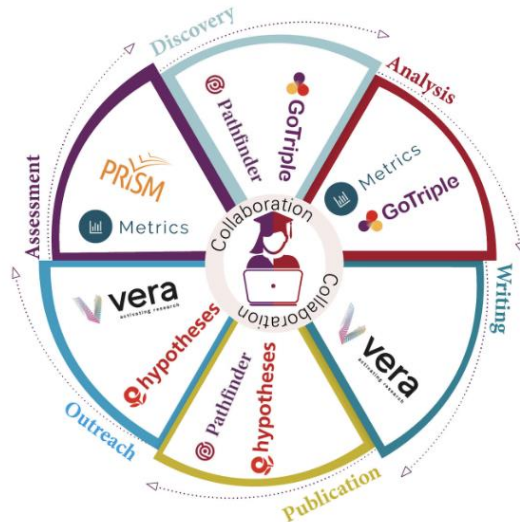 Discovery
Pathfinder
GoTriple
Analysis
Metrics
GoTriple
Writing
vera
activating research
Publication
Pathfinder
hypotheses
Outreach
vera
activating research
hypotheses
Assessment
PRISM
Metrics
Collaboration
Collaboration